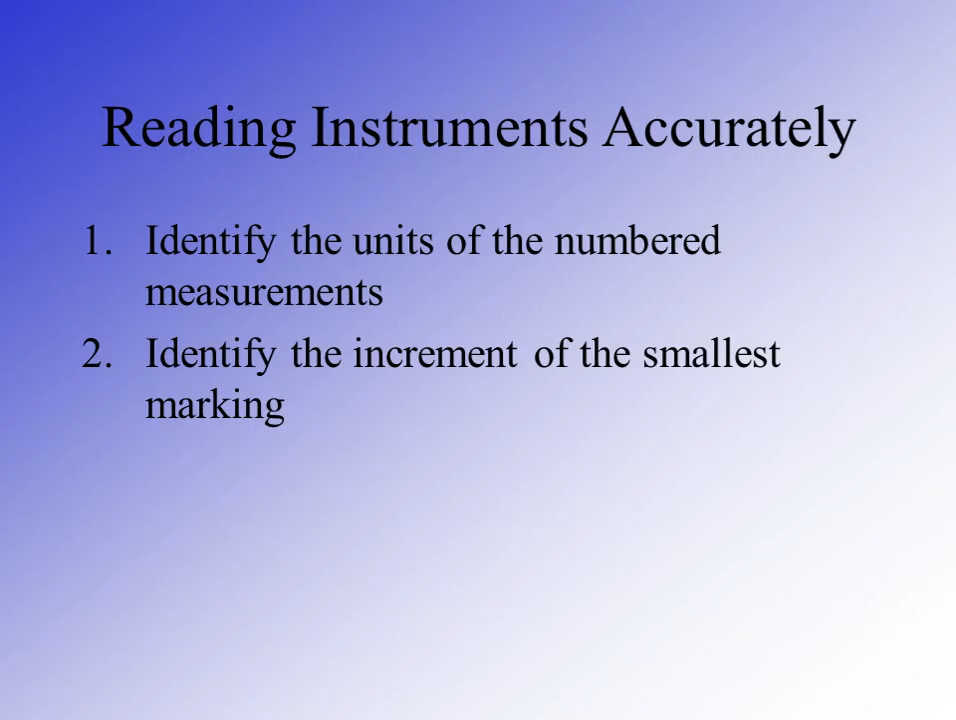 Reading Instruments Accurately
1. Identify the units of the numbered
measurements
2. Identify the increment of the smallest
marking